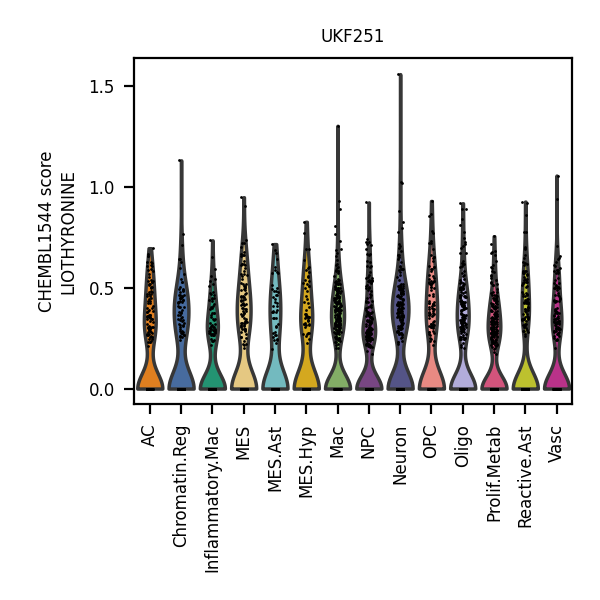 UKF251
CHEMBL1544 score
LIOTHYRONINE
1.5
1.0
0.5
0.0
AC
Chromatin.Reg
Inflammatory.Mac
MES
MES.Ast
MES.Hyp
Mac
NPC
Neuron
OPC
Oligo
Prolif.Metab
Reactive.Ast
Vasc